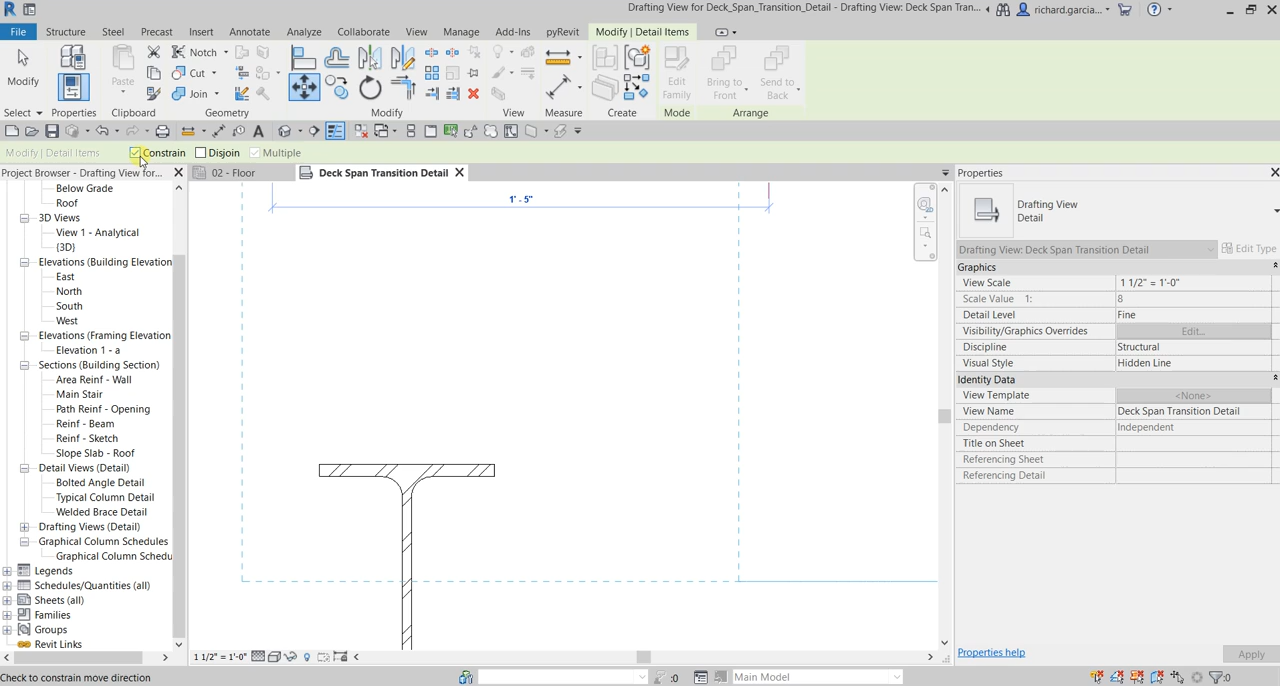 Drafting View for Deck_Span_Transition_Detail - Drafting View: Deck Span Tran...
richard.garcia...
File Structure Steel Precast Insert Annotate Analyze Collaborate View Manage Add-Ins pyRevit Modify | Detail Items
Modify
Paste
Notch
Cut
Join
Edit Family
Bring to Front
Send to Back
Select Properties Clipboard Geometry Modify View Measure Create Mode Arrange
Modify | Detail Items Constrain Disjoin Multiple
Project Browser - Drafting View for...
02 - Floor
Deck Span Transition Detail
Below Grade
Roof
3D Views
View 1 - Analytical
{3D}
Elevations (Building Elevation
East
North
South
West
Elevations (Framing Elevation
Elevation 1 - a
Sections (Building Section)
Area Reinf - Wall
Main Stair
Path Reinf - Opening
Reinf - Beam
Reinf - Sketch
Slope Slab - Roof
Detail Views (Detail)
Bolted Angle Detail
Typical Column Detail
Welded Brace Detail
Drafting Views (Detail)
Graphical Column Schedules
Graphical Column Schedu
Legends
Schedules/Quantities (all)
Sheets (all)
Families
Groups
Revit Links
1' - 5"
1 1/2" = 1'-0"
Properties
Drafting View
Detail
Drafting View: Deck Span Transition Detail Edit Type
Graphics
View Scale 1 1/2" = 1'-0"
Scale Value 1: 8
Detail Level Fine
Visibility/Graphics Overrides Edit...
Discipline Structural
Visual Style Hidden Line
Identity Data
View Template <None>
View Name Deck Span Transition Detail
Dependency Independent
Title on Sheet
Referencing Sheet
Referencing Detail
Properties help Apply
Check to constrain move direction
:0
Main Model
:0